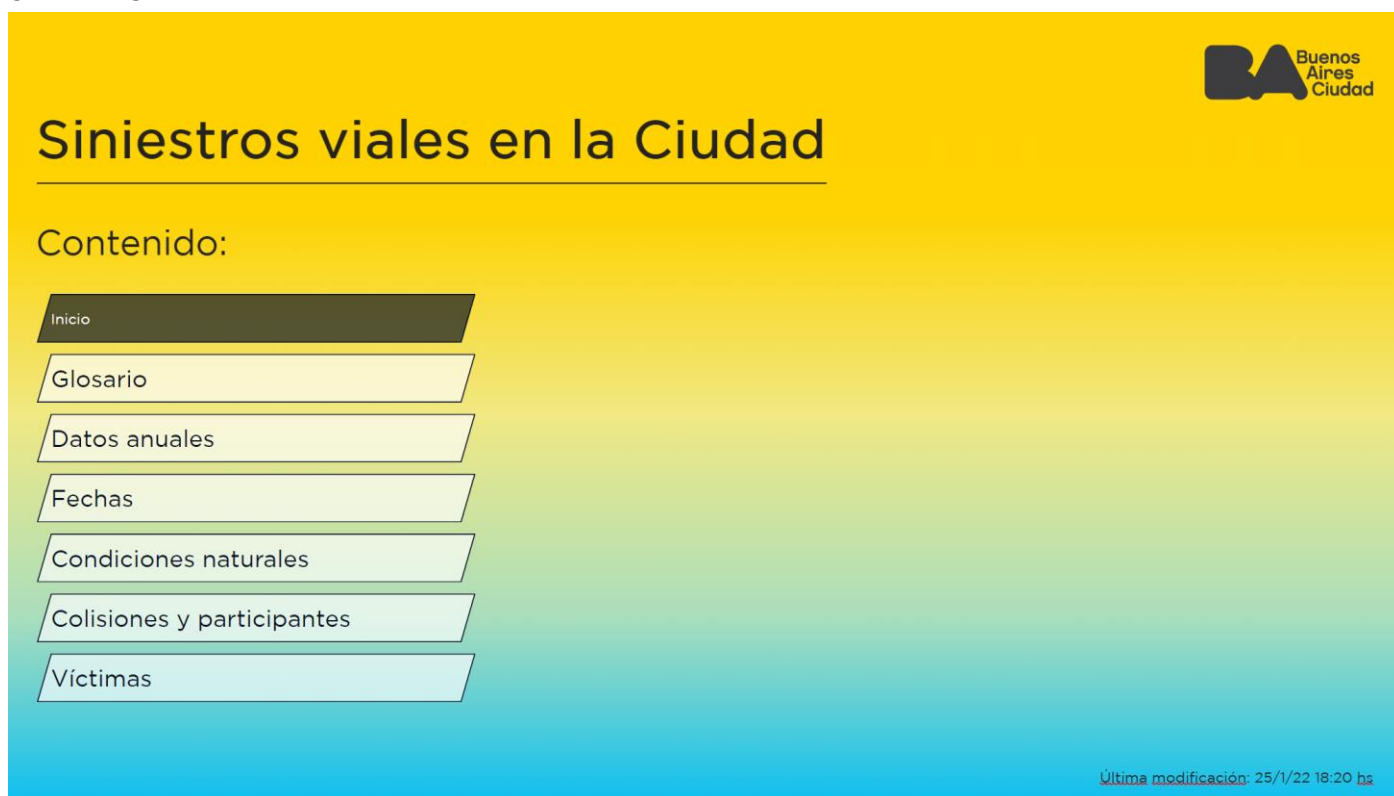 Buenos
Aires
Ciudad
Siniestros viales en la Ciudad
Contenido:
Inicio
Glosario
Datos anuales
Fechas
Condiciones naturales
Colisiones y participantes
Víctimas
Última modificación: 25/1/22 18:20 hs